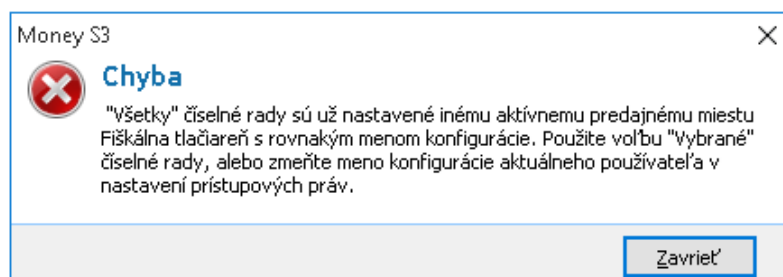 Money S3
Chyba
"Všetky" číselné rady sú už nastavené inému aktívnemu predajnému miestu
Fiškálna tlačiareň s rovnakým menom konfigurácie. Použite voľbu "Vybrané"
číselné rady, alebo zmeňte meno konfigurácie aktuálneho používateľa v
nastavení prístupových práv.
Zavrieť